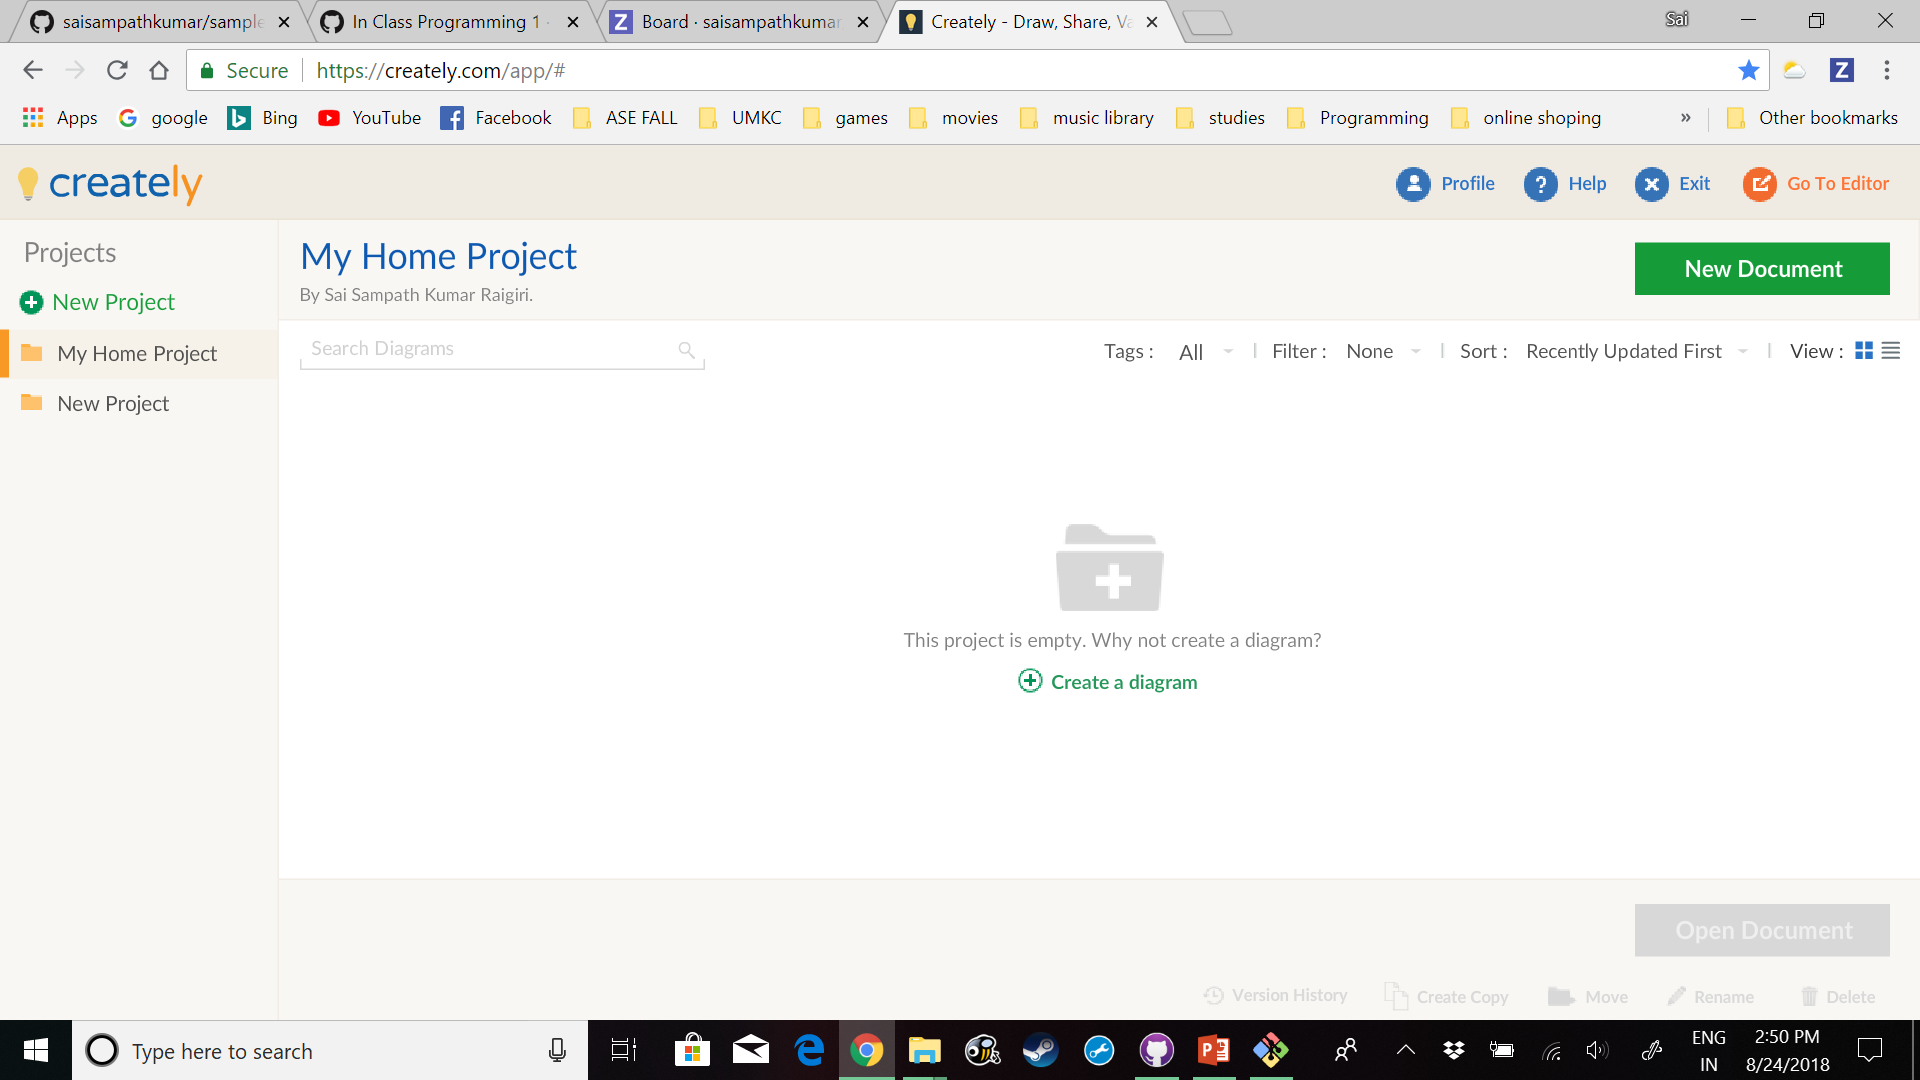 saisampathkumar/sample
In Class Programming 1 ·
Board · saisampathkumar
Creately - Draw, Share, Va
Sai
Secure https://creately.com/app/#
Apps google Bing YouTube Facebook ASE FALL UMKC games movies music library studies Programming online shoping » Other bookmarks
creately
Profile Help Exit Go To Editor
Projects
New Project
My Home Project
New Project
My Home Project
By Sai Sampath Kumar Raigiri.
New Document
Search Diagrams
Tags : All Filter : None Sort : Recently Updated First View :
This project is empty. Why not create a diagram?
Create a diagram
Open Document
Version History Create Copy Move Rename Delete
Type here to search
ENG
IN
2:50 PM
8/24/2018